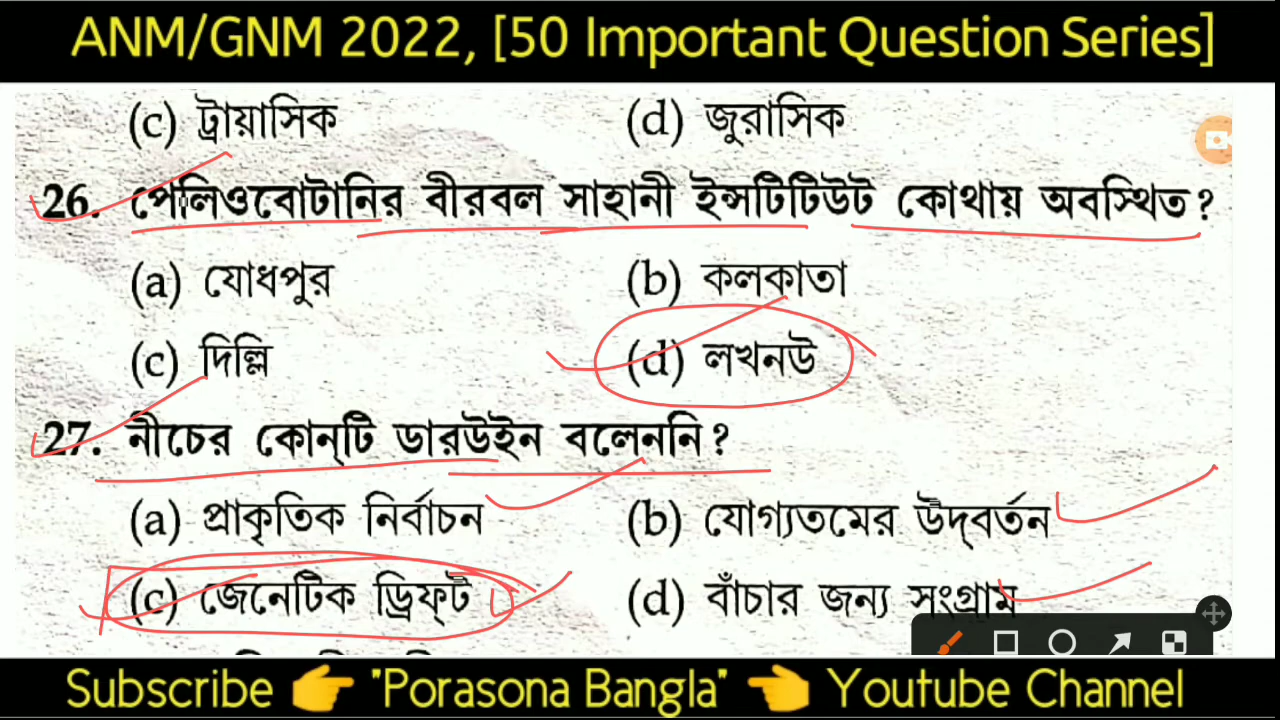 ANM/GNM 2022, [50 Important Question Series]
(c) ট্রায়াসিক (d) জুরাসিক
26. পেলিওবোটানির বীরবল সাহানী ইন্সটিটিউট কোথায় অবস্থিত?
(a) যোধপুর (b) কলকাতা
(c) দিল্লি (d) লখনউ
27. নীচের কোন্‌টি ডারউইন বলেননি?
(a) প্রাকৃতিক নির্বাচন (b) যোগ্যতমের উদ্‌বর্তন
(c) জেনেটিক ড্রিফ্‌ট (d) বাঁচার জন্য সংগ্রাম
Subscribe 👉 "Porasona Bangla" 👈 Youtube Channel